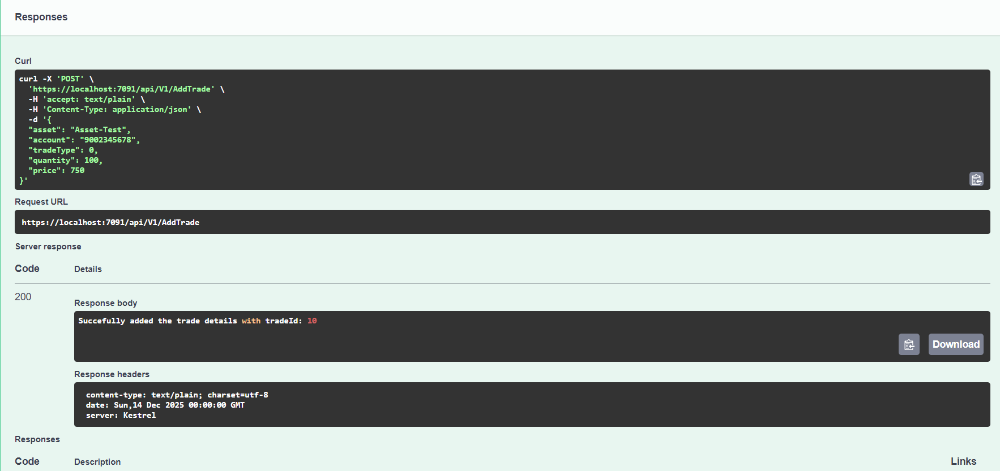 Responses
Curl
curl -X 'POST' \
'https://localhost:7091/api/V1/AddTrade' \
-H 'accept: text/plain' \
-H 'Content-Type: application/json' \
-d '{
"asset": "Asset-Test",
"account": "9002345678",
"tradeType": 0,
"quantity": 100,
"price": 750
}'
Request URL
https://localhost:7091/api/V1/AddTrade
Server response
Code Details
200
Response body
Succefully added the trade details with tradeId: 10
Download
Response headers
content-type: text/plain; charset=utf-8
date: Sun,14 Dec 2025 00:00:00 GMT
server: Kestrel
Responses
Code Description Links